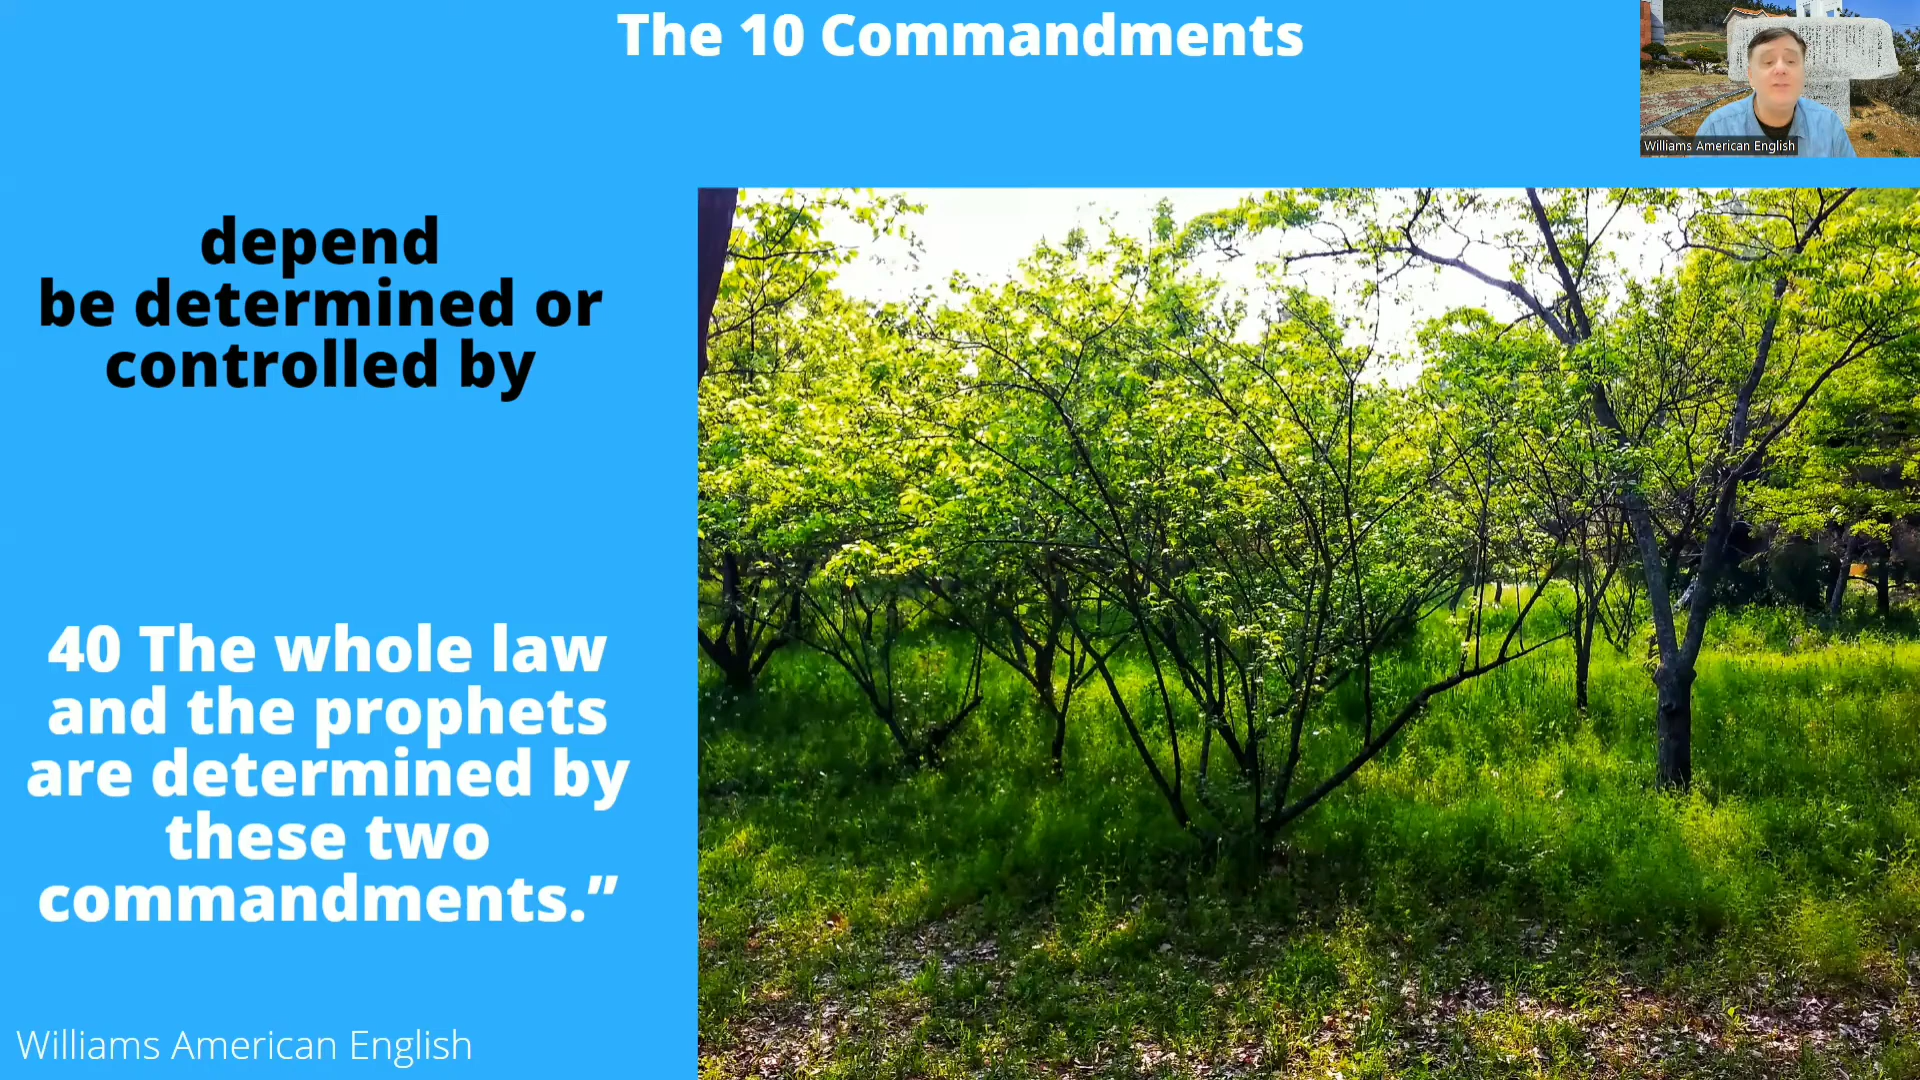 The 10 Commandments
Williams American English
depend
be determined or
controlled by
40 The whole law
and the prophets
are determined by
these two
commandments.”
Williams American English